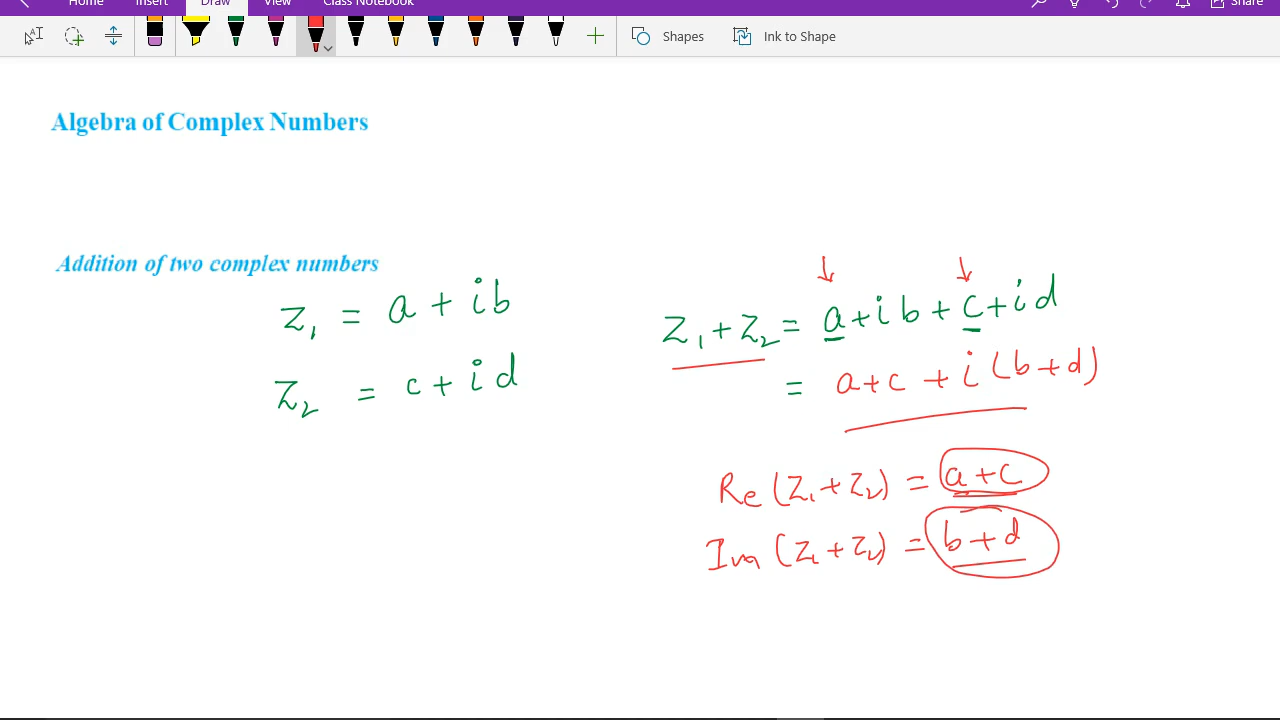 Home Insert Draw View Class Notebook Share
Shapes Ink to Shape
Algebra of Complex Numbers
Addition of two complex numbers
z₁ = a + ib
z₂ = c + id
z₁ + z₂ = a + ib + c + id
= a+c + i(b+d)
Re(z₁+z₂) = a+c
Im(z₁+z₂) = b+d